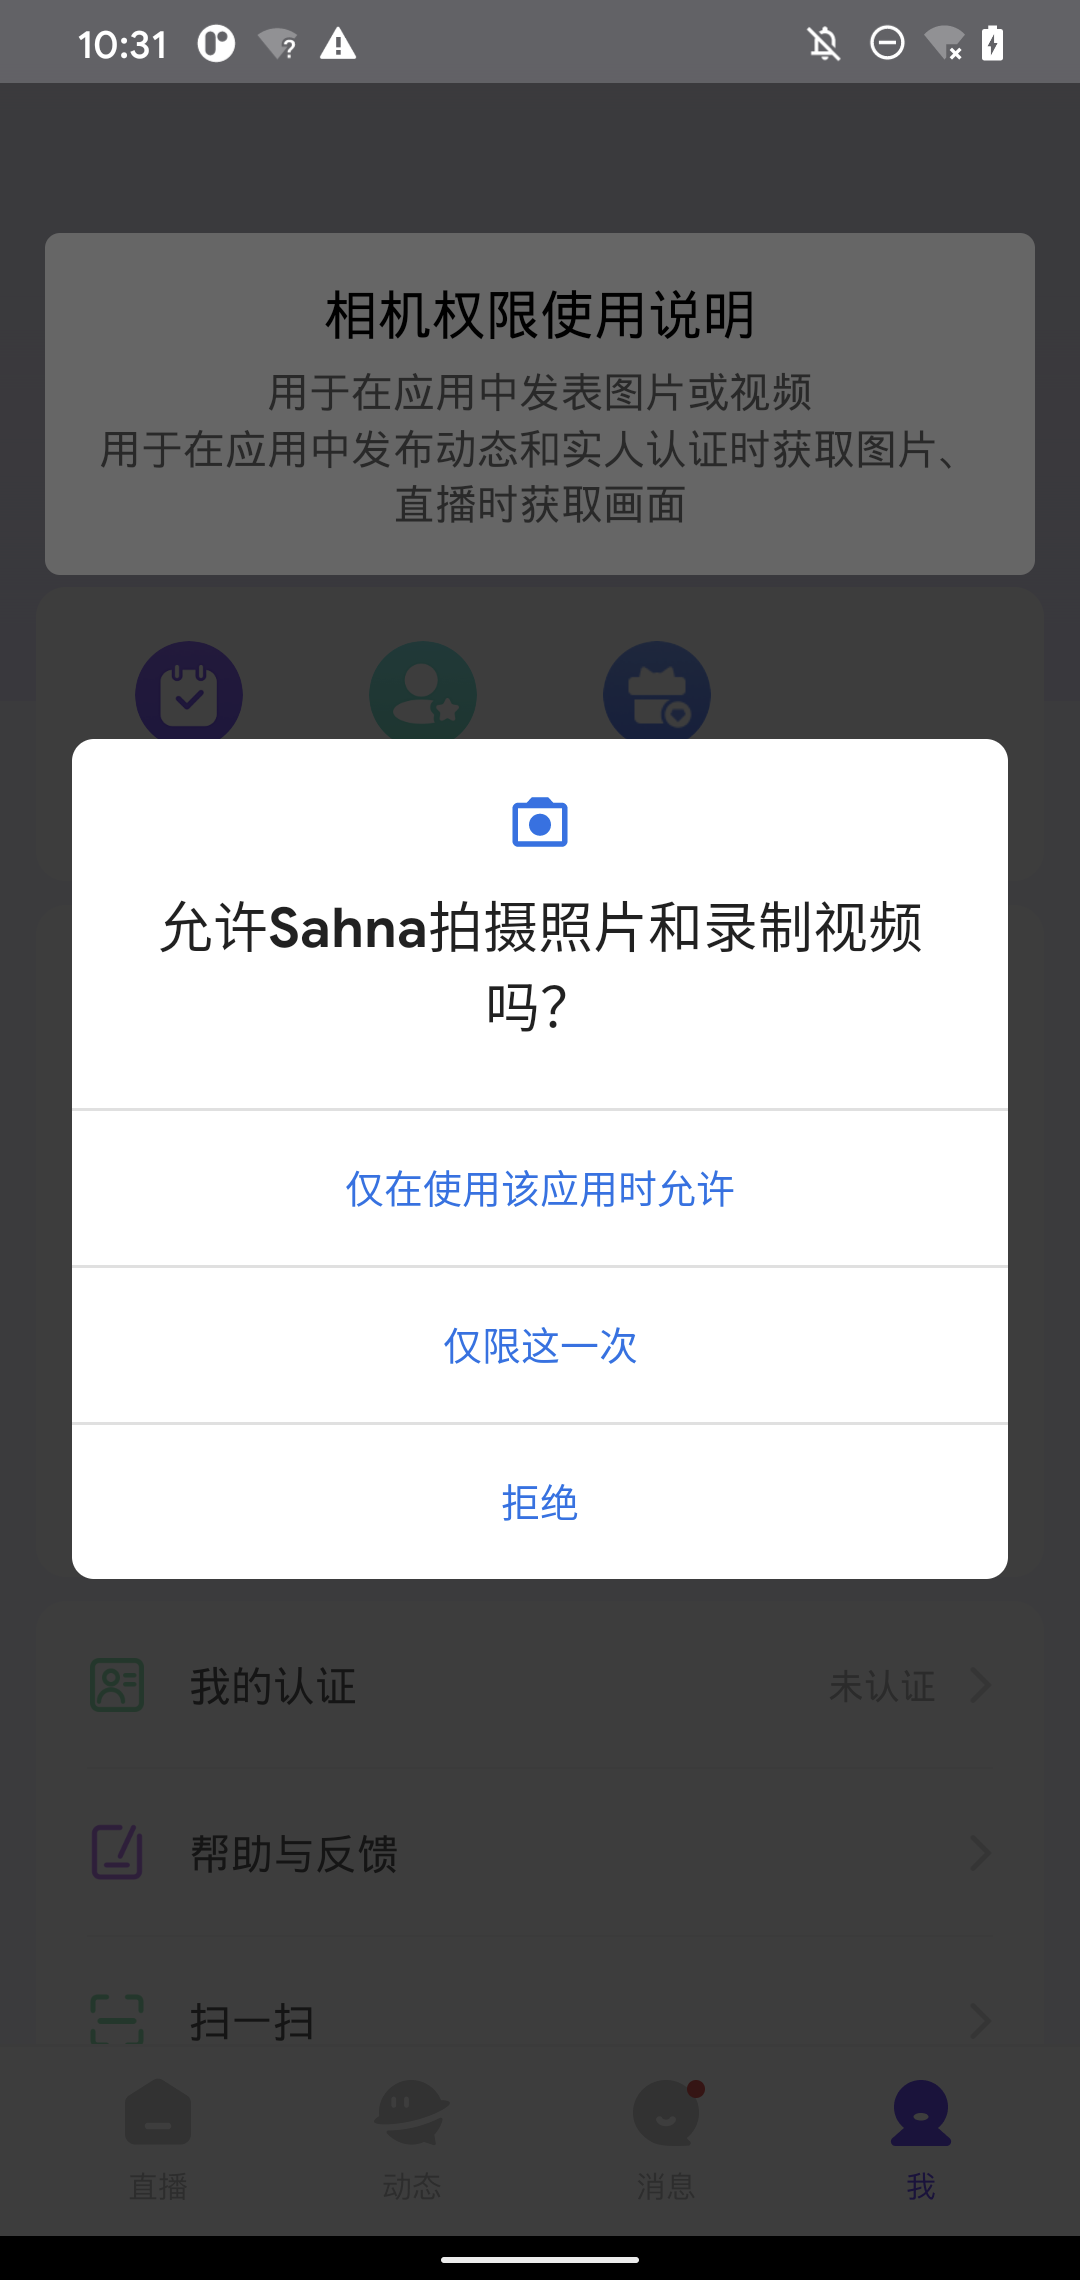 10:31
相机权限使用说明
用于在应用中发表图片或视频
用于在应用中发布动态和实人认证时获取图片、
直播时获取画面
允许Sahna拍摄照片和录制视频
吗？
仅在使用该应用时允许
仅限这一次
拒绝
我的认证 未认证
帮助与反馈
扫一扫
直播 动态 消息 我